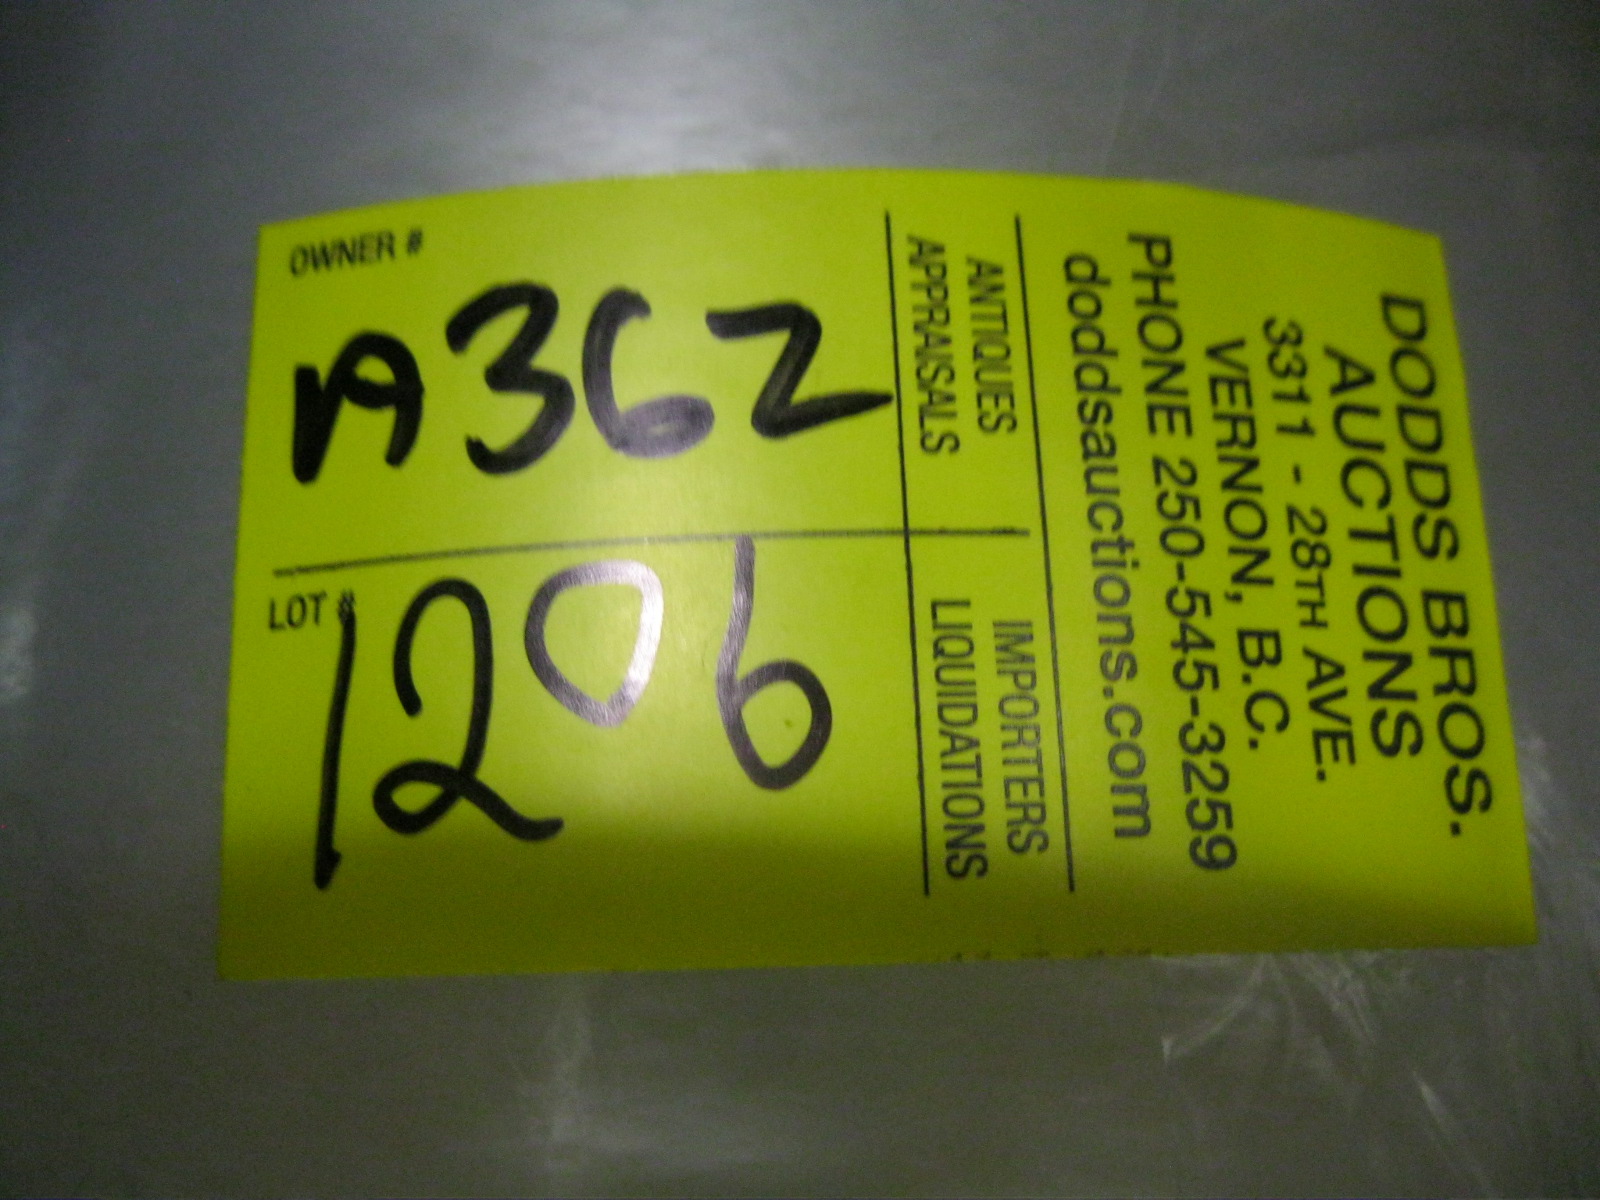 DODDS BROS.
AUCTIONS
3311 - 28TH AVE.
VERNON, B.C.
PHONE 250-545-3259
doddsauctions.com
ANTIQUES
APPRAISALS
IMPORTERS
LIQUIDATIONS
OWNER #
A362
LOT #
1206